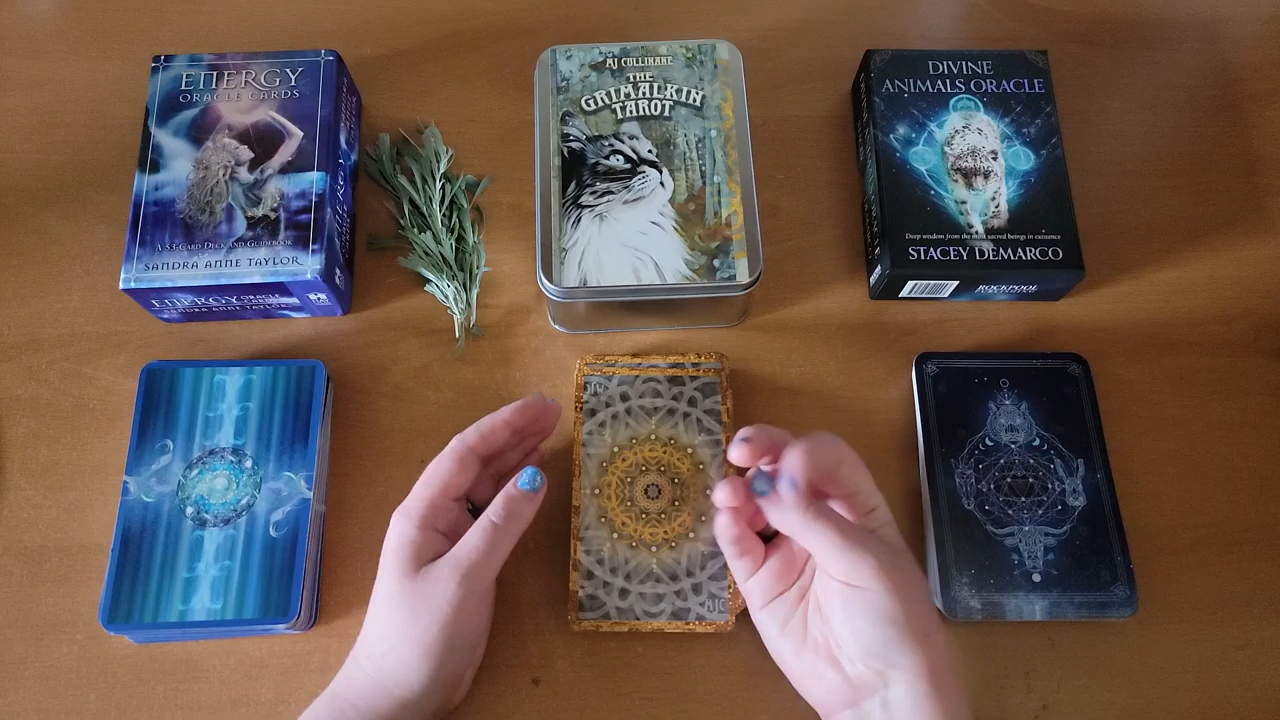 ENERGY
ORACLE CARDS
A 53-CARD DECK AND GUIDEBOOK
SANDRA ANNE TAYLOR
ENERGY ORACLE CARDS
SANDRA ANNE TAYLOR
MJ CULLINANE
THE
GRIMALKIN
TAROT
DIVINE
ANIMALS ORACLE
Deep wisdom from the most sacred beings in existence
STACEY DEMARCO
ROCKPOOL
MJC